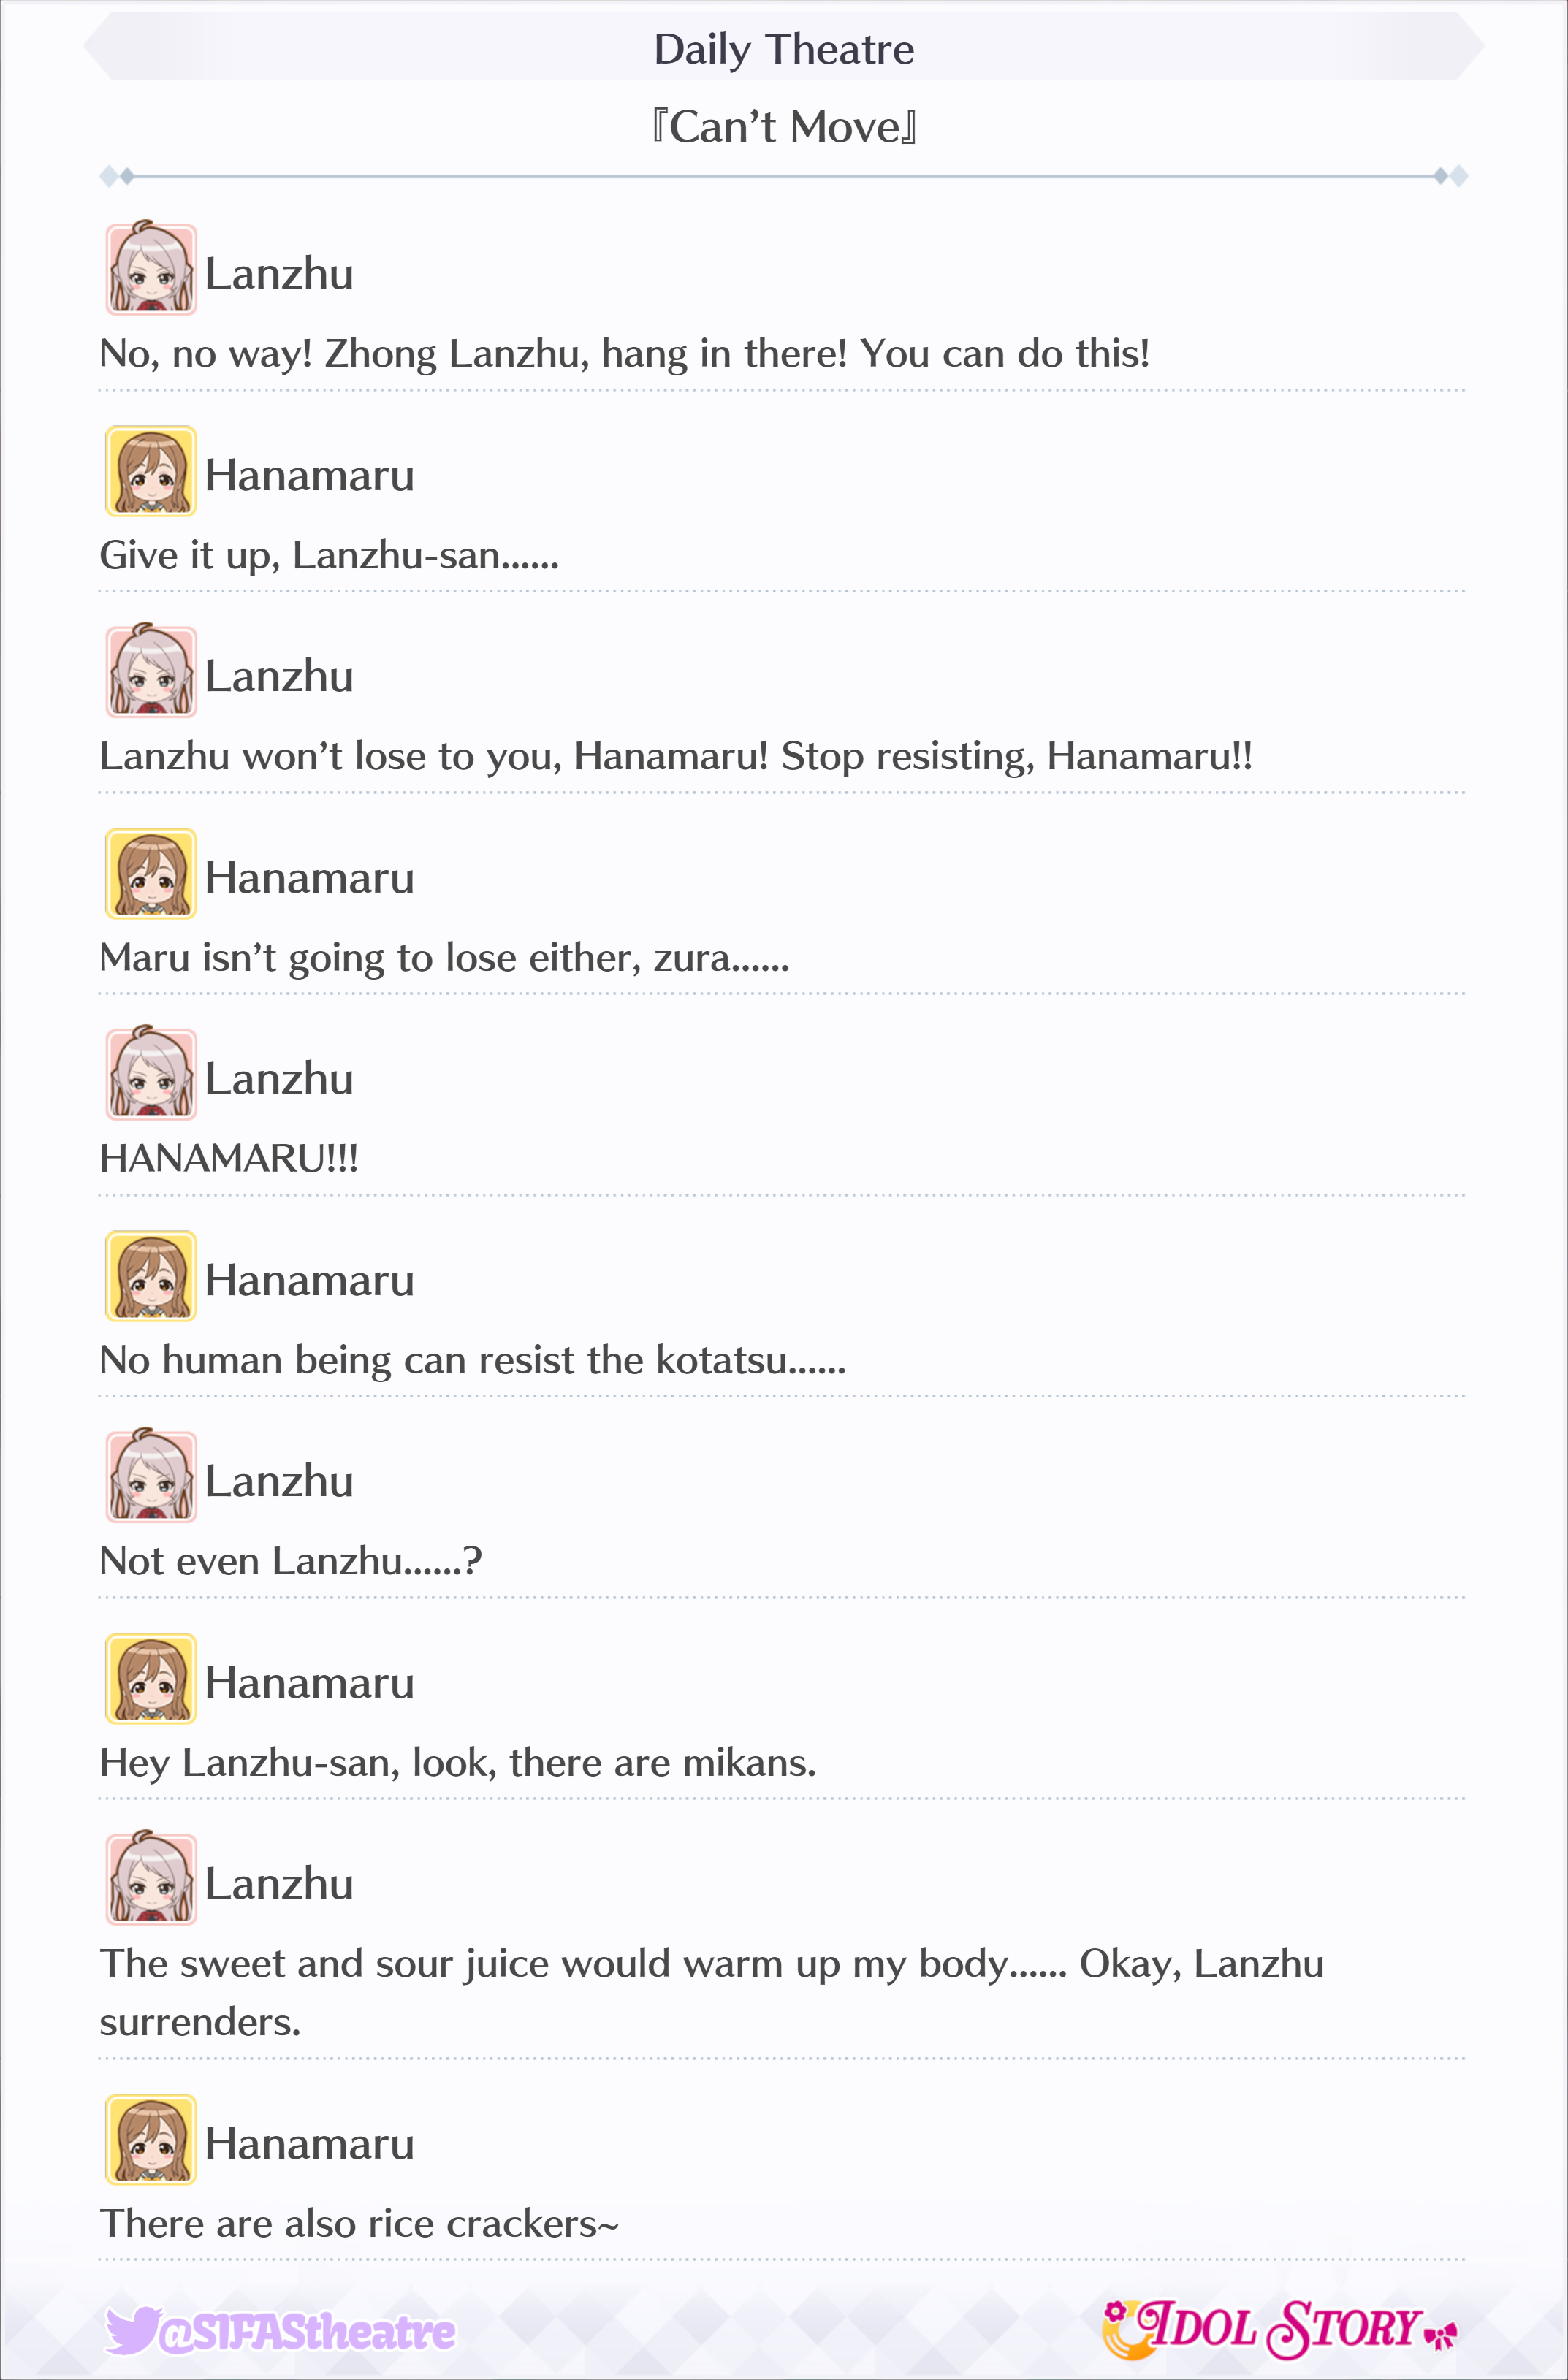 Daily Theatre
『Can’t Move』
Lanzhu
No, no way! Zhong Lanzhu, hang in there! You can do this!
Hanamaru
Give it up, Lanzhu-san......
Lanzhu
Lanzhu won’t lose to you, Hanamaru! Stop resisting, Hanamaru!!
Hanamaru
Maru isn’t going to lose either, zura......
Lanzhu
HANAMARU!!!
Hanamaru
No human being can resist the kotatsu......
Lanzhu
Not even Lanzhu......?
Hanamaru
Hey Lanzhu-san, look, there are mikans.
Lanzhu
The sweet and sour juice would warm up my body...... Okay, Lanzhu
surrenders.
Hanamaru
There are also rice crackers~
@SIFAStheatre
IDOL STORY